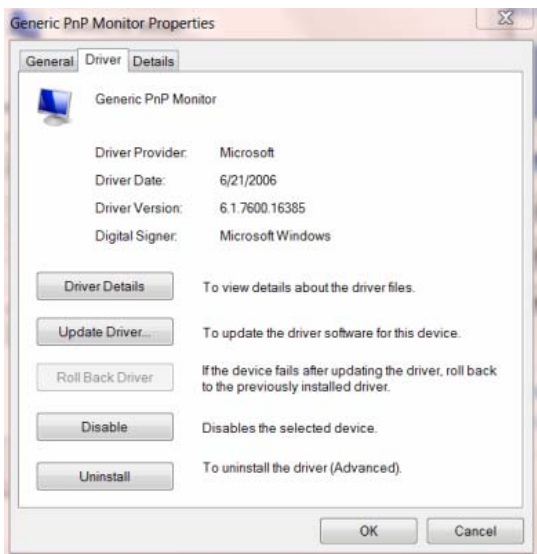 Generic PnP Monitor Properties
General Driver Details
Generic PnP Monitor
Driver Provider: Microsoft
Driver Date: 6/21/2006
Driver Version: 6.1.7600.16385
Digital Signer: Microsoft Windows
Driver Details To view details about the driver files.
Update Driver... To update the driver software for this device.
Roll Back Driver If the device fails after updating the driver, roll back
to the previously installed driver.
Disable Disables the selected device.
Uninstall To uninstall the driver (Advanced).
OK Cancel